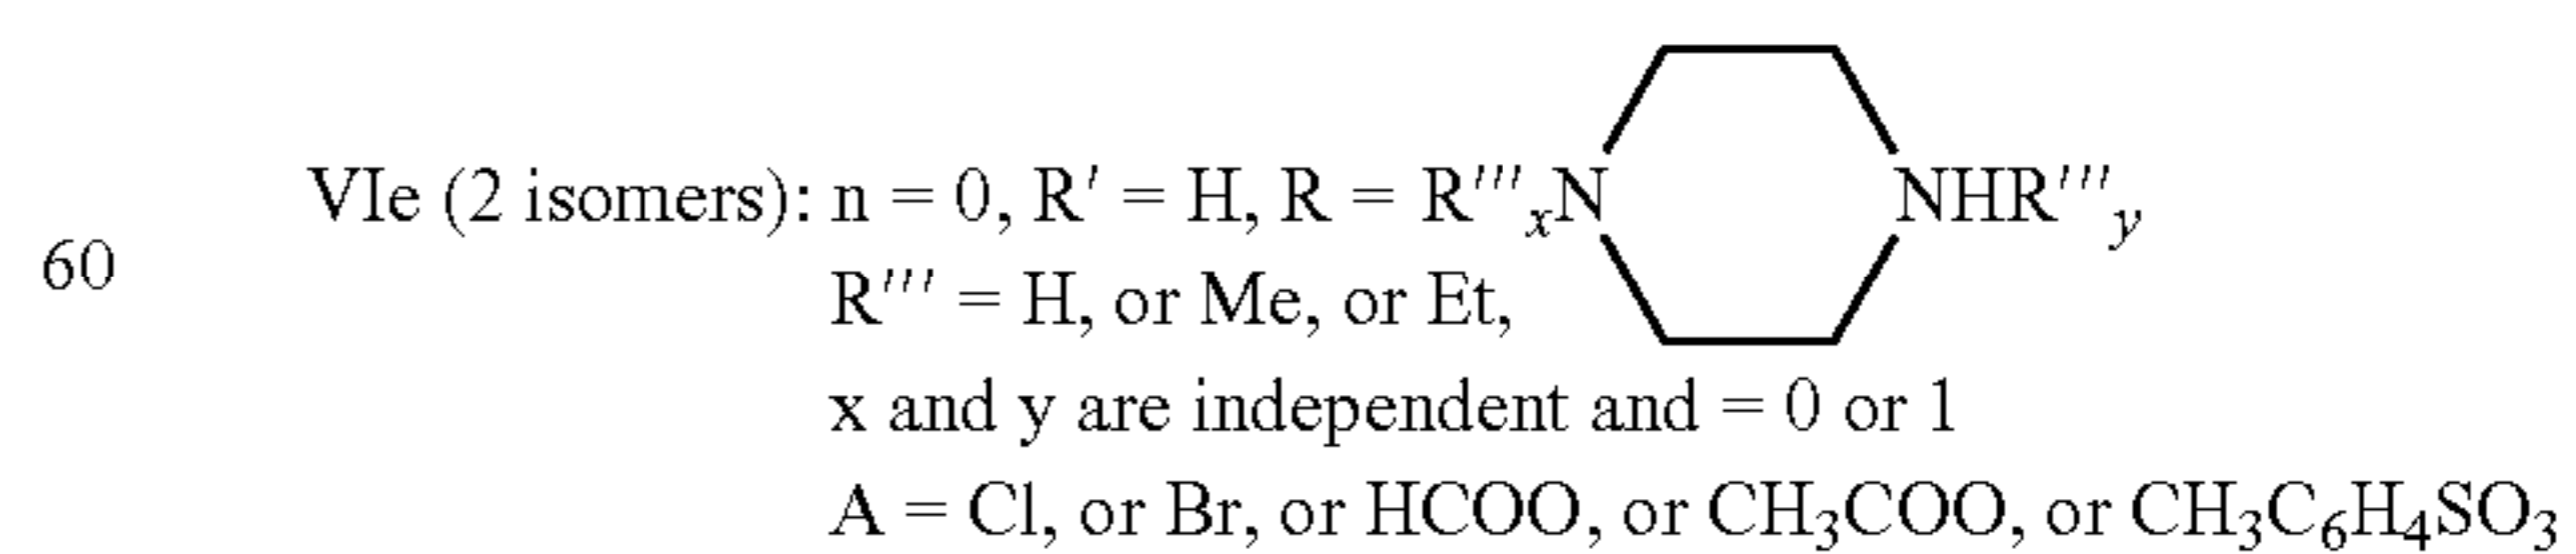 VIe (2 isomers): n = 0, R' = H, R = R'''xN NHR'''y
60
R''' = H, or Me, or Et,
x and y are independent and = 0 or 1
A = Cl, or Br, or HCOO, or CH3COO, or CH3C6H4SO3